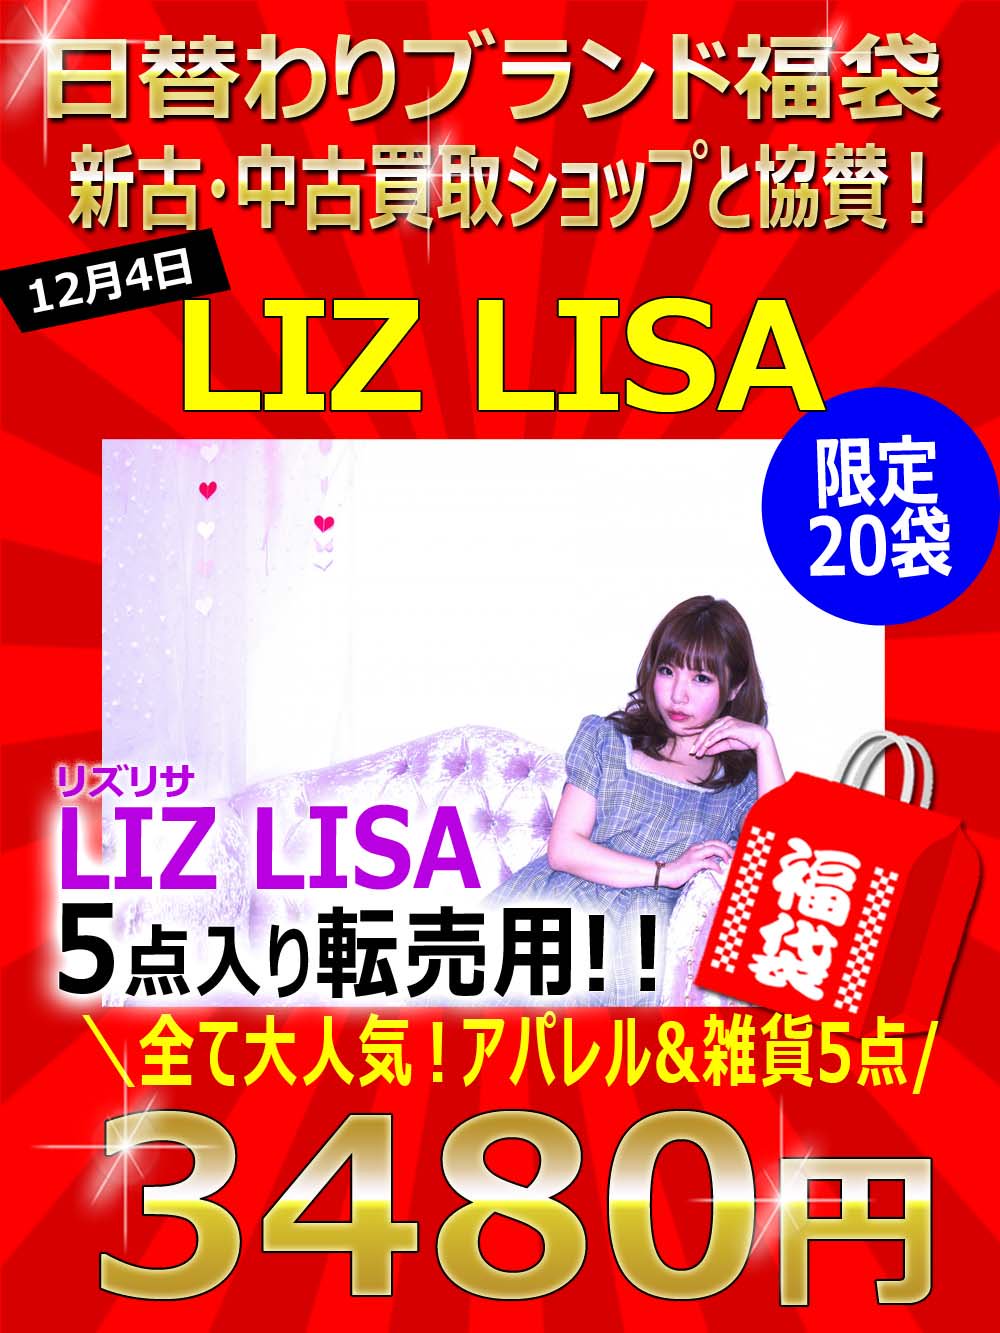 日替わりブランド福袋
新古・中古買取ショップと協賛！
12月4日
LIZ LISA
限定
20袋
リズリサ
LIZ LISA
5点入り転売用！！
福袋
＼全て大人気！アパレル&雑貨5点/
3480円